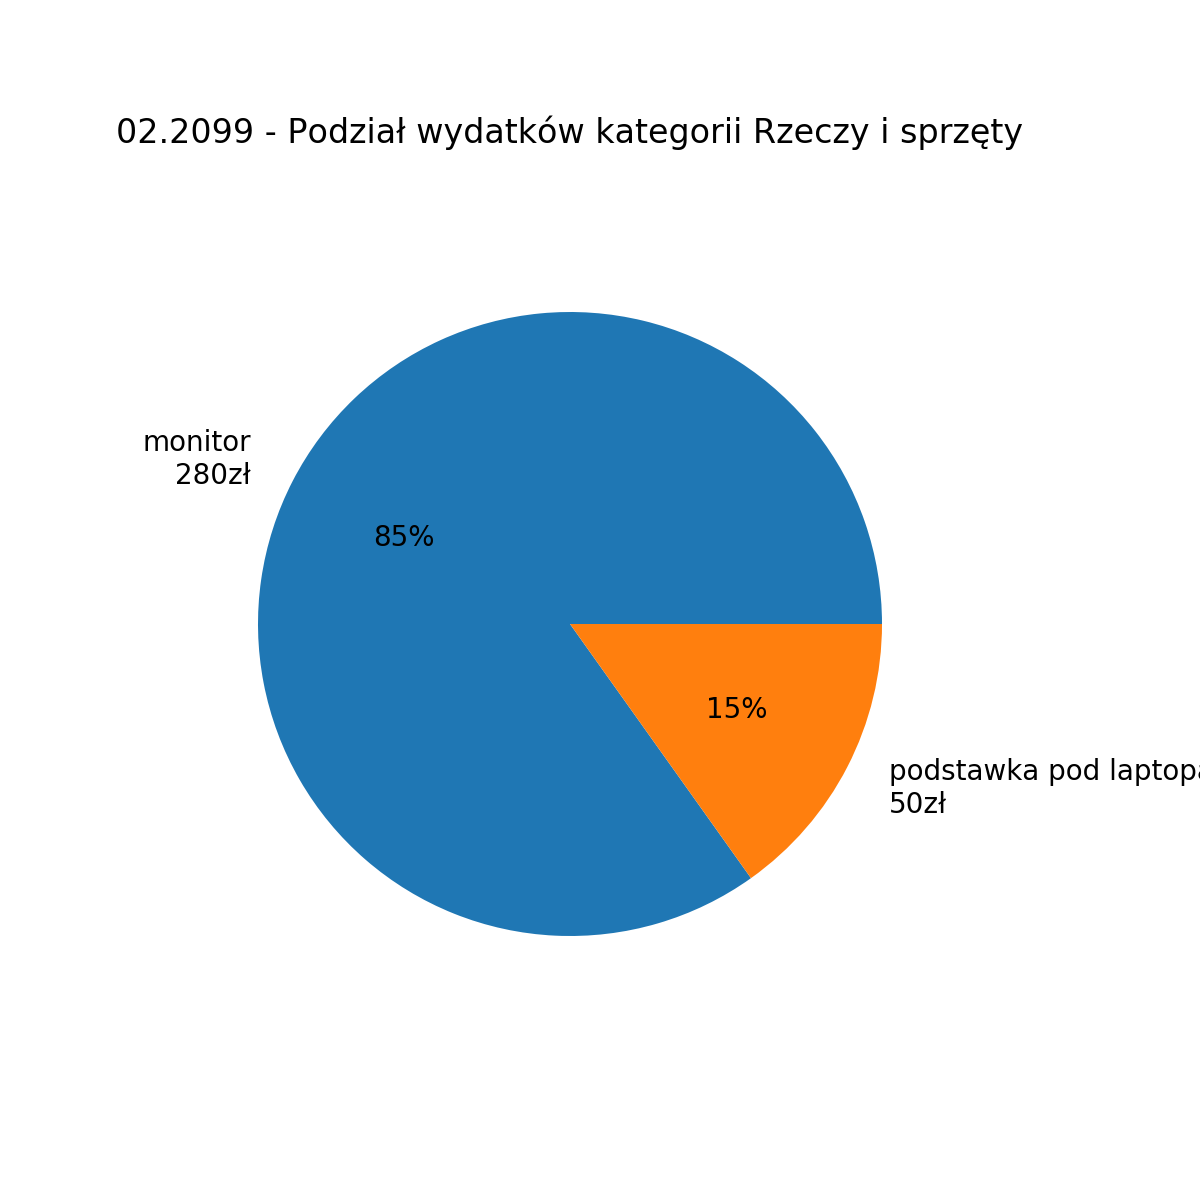 02.2099 - Podział wydatków kategorii Rzeczy i sprzęty
monitor
280zł
85%
15%
podstawka pod laptopa
50zł